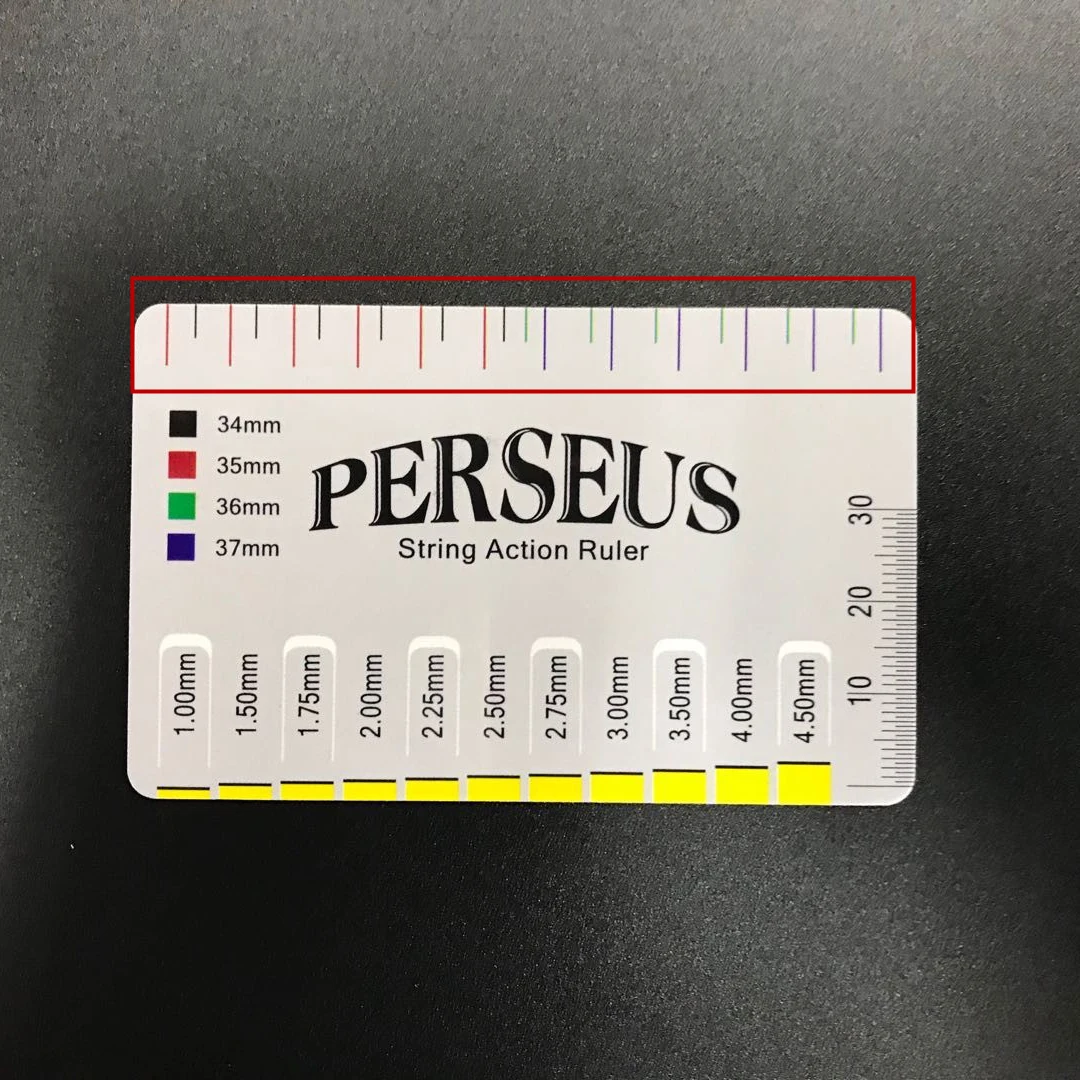 34mm
35mm
36mm
37mm
PERSEUS
String Action Ruler
30
20
10
1.00mm
1.50mm
1.75mm
2.00mm
2.25mm
2.50mm
2.75mm
3.00mm
3.50mm
4.00mm
4.50mm